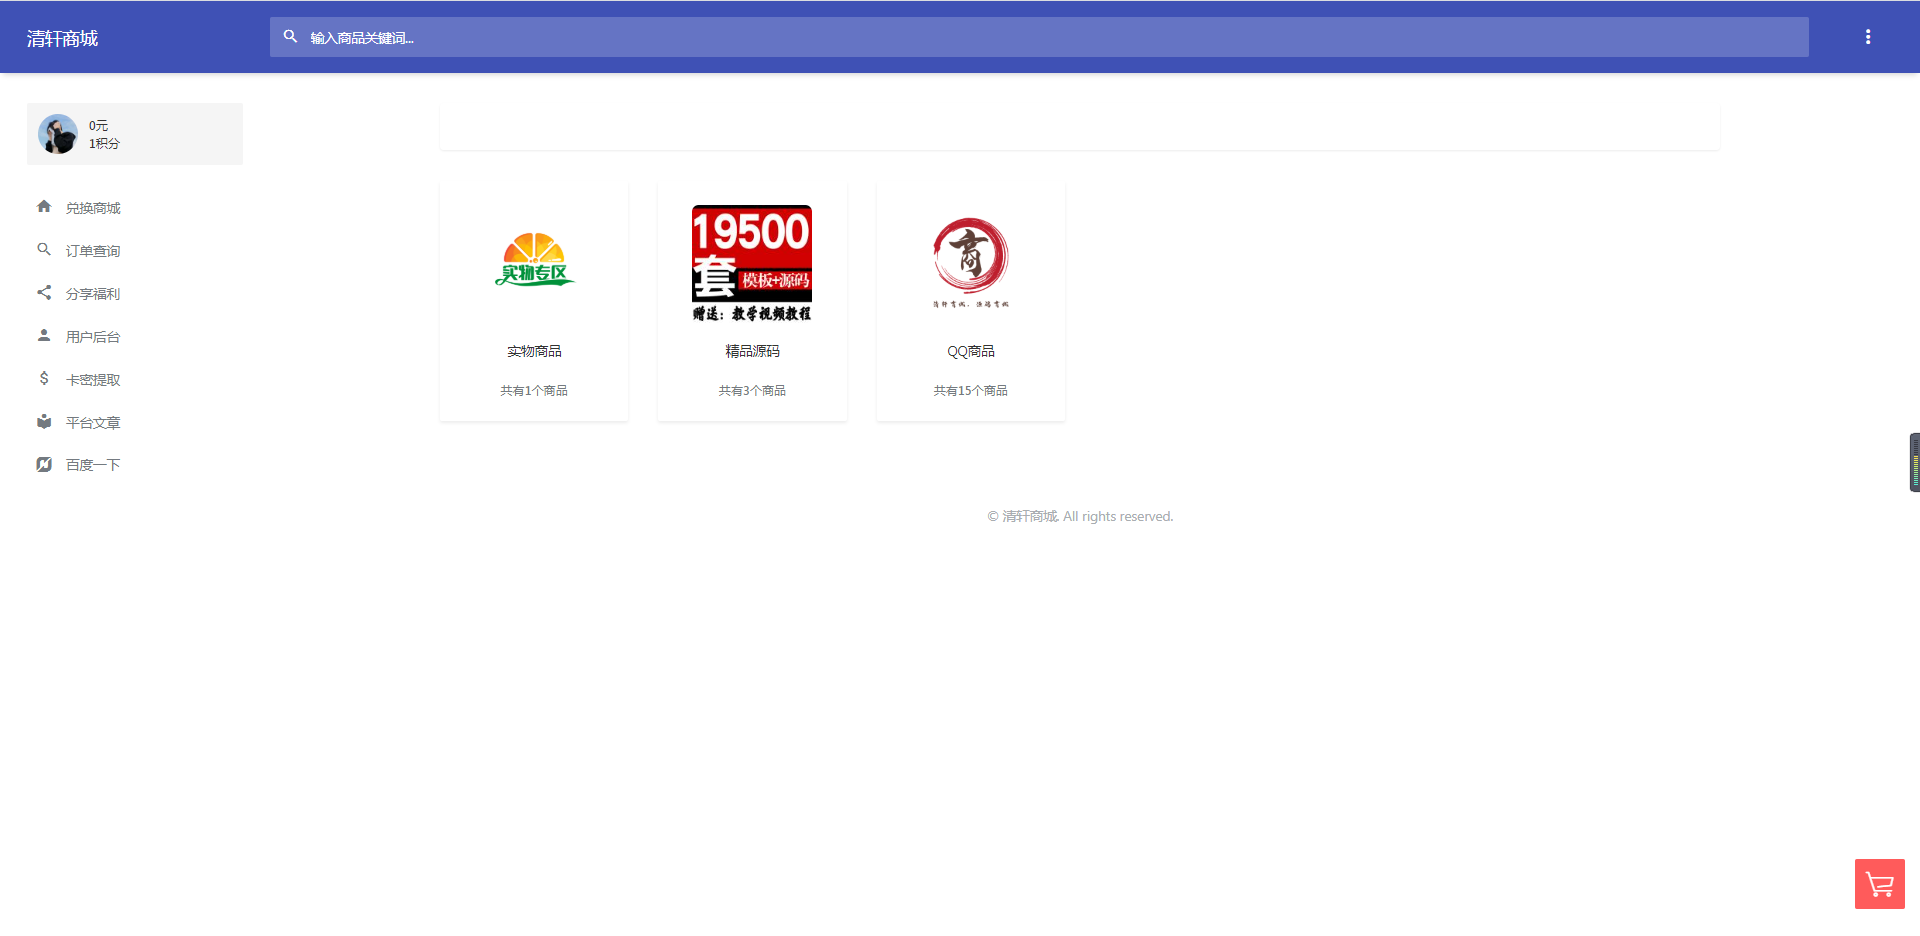 清轩商城
输入商品关键词...
0元
1积分
兑换商城
订单查询
分享福利
用户后台
卡密提取
平台文章
百度一下
实物专区
实物商品
共有1个商品
19500
套 模板+源码
赠送：教学视频教程
精品源码
共有3个商品
商
QQ商品
共有15个商品
© 清轩商城. All rights reserved.